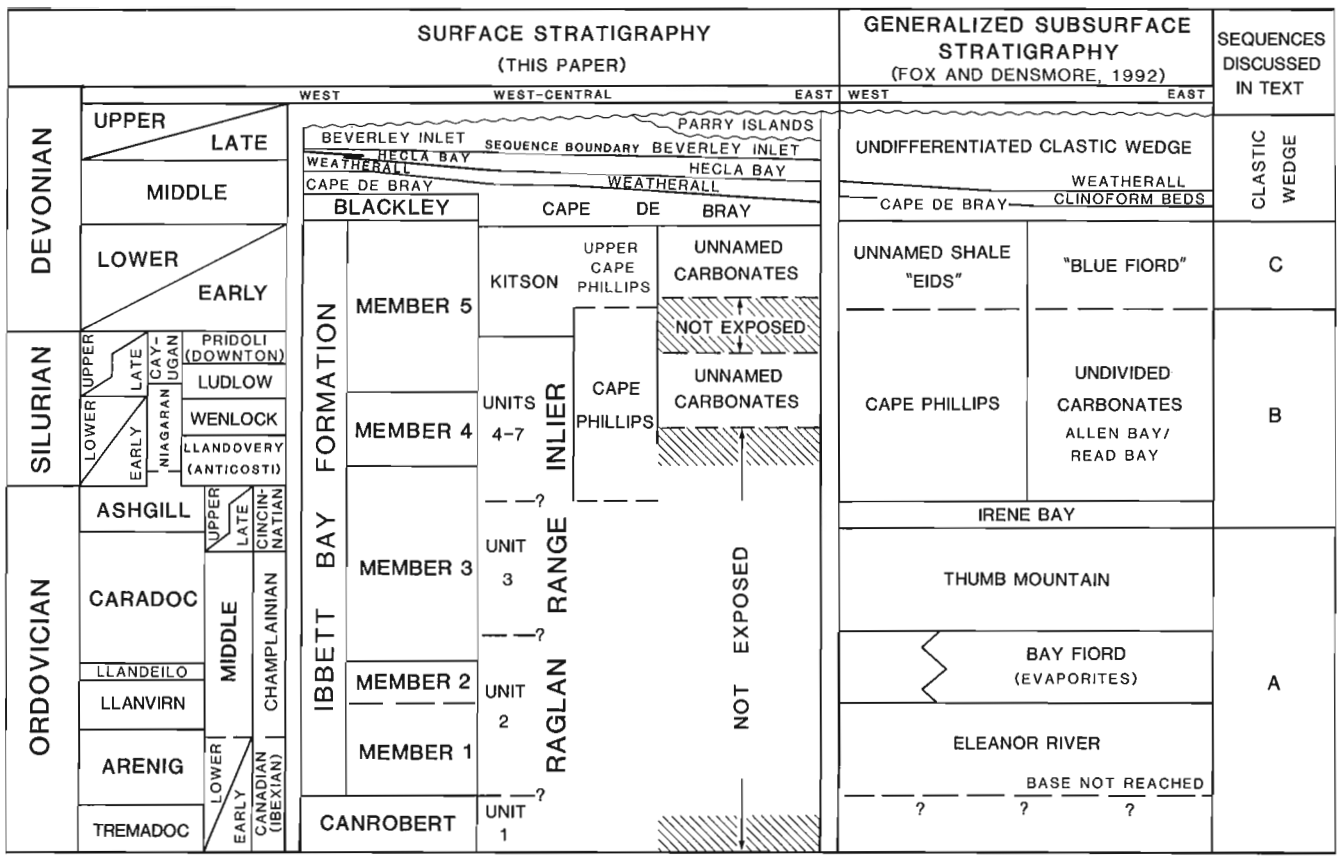 SURFACE STRATIGRAPHY
(THIS PAPER)
GENERALIZED SUBSURFACE
STRATIGRAPHY
(FOX AND DENSMORE, 1992)
SEQUENCES
DISCUSSED
IN TEXT
WEST
WEST-CENTRAL
EAST
WEST
EAST
DEVONIAN
UPPER
LATE
MIDDLE
LOWER
EARLY
SILURIAN
UPPER
LATE
LOWER
EARLY
CAY-
UGAN
NIAGARAN
PRIDOLI
(DOWNTON)
LUDLOW
WENLOCK
LLANDOVERY
(ANTICOSTI)
ORDOVICIAN
ASHGILL
CARADOC
LLANDEILO
LLANVIRN
ARENIG
TREMADOC
UPPER
LATE
MIDDLE
LOWER
EARLY
CINCIN-
NATIAN
CHAMPLAINIAN
CANADIAN
(IBEXIAN)
PARRY ISLANDS
BEVERLEY INLET
SEQUENCE BOUNDARY
BEVERLEY INLET
HECLA BAY
HECLA BAY
WEATHERALL
WEATHERALL
CAPE DE BRAY
BLACKLEY
CAPE DE BRAY
IBBETT BAY FORMATION
MEMBER 5
MEMBER 4
MEMBER 3
MEMBER 2
MEMBER 1
CANROBERT
KITSON
UNITS
4-7
?
UNIT
3
?
UNIT
2
?
UNIT
1
RAGLAN RANGE INLIER
UPPER
CAPE
PHILLIPS
CAPE
PHILLIPS
UNNAMED
CARBONATES
NOT EXPOSED
UNNAMED
CARBONATES
NOT EXPOSED
UNDIFFERENTIATED CLASTIC WEDGE
WEATHERALL
CAPE DE BRAY
CLINOFORM BEDS
UNNAMED SHALE
"EIDS"
"BLUE FIORD"
CAPE PHILLIPS
UNDIVIDED
CARBONATES
ALLEN BAY/
READ BAY
IRENE BAY
THUMB MOUNTAIN
BAY FIORD
(EVAPORITES)
ELEANOR RIVER
BASE NOT REACHED
? ? ?
CLASTIC
WEDGE
C
B
A